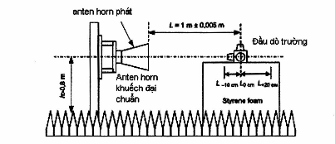 anten horn phát
L = 1 m ± 0,005 m
Đầu dò trường
h=0,8 m
Anten horn
khuếch đại
chuẩn
L -10 cm L0 cm L+20 cm
Styrene foam